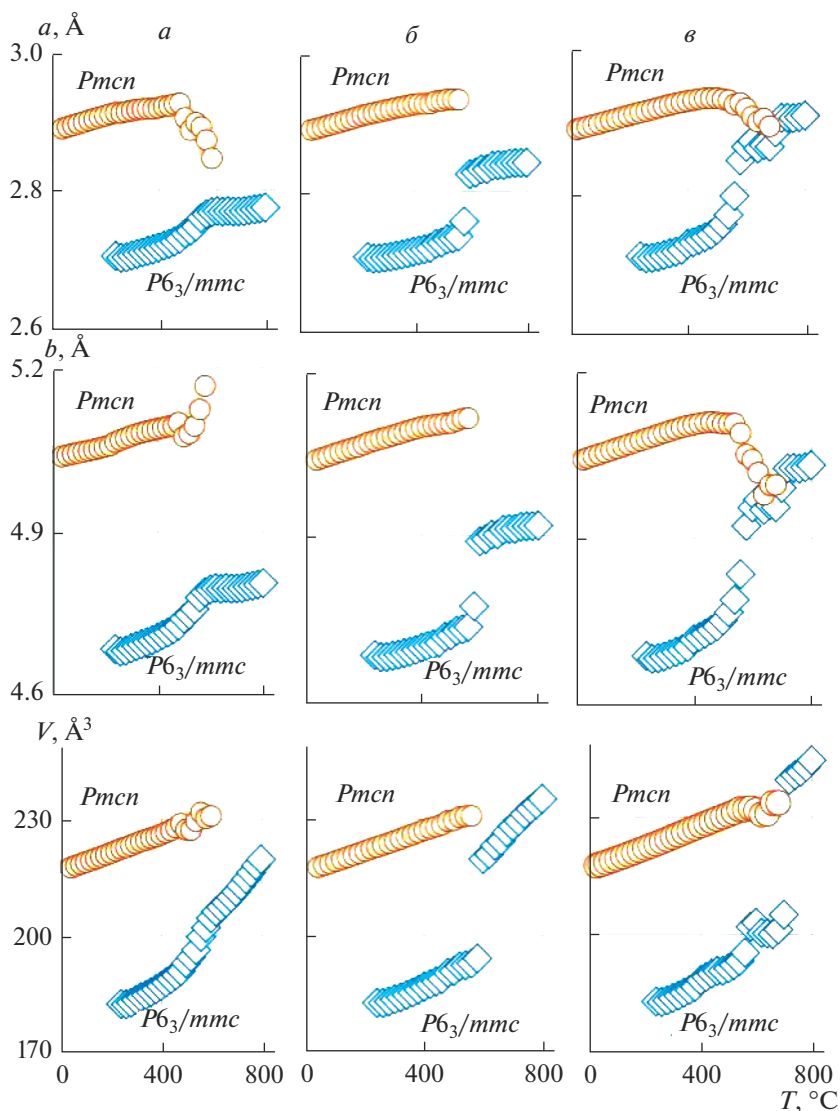 a, Å а б в
3.0
Pmcn Pmcn Pmcn
2.8
P6₃/mmc P6₃/mmc P6₃/mmc
2.6
b, Å
5.2
Pmcn Pmcn Pmcn
4.9
P6₃/mmc P6₃/mmc P6₃/mmc
4.6
V, Å³
Pmcn Pmcn Pmcn
230
200
P6₃/mmc P6₃/mmc P6₃/mmc
170
0 400 800 0 400 800 0 400 800
T, °C